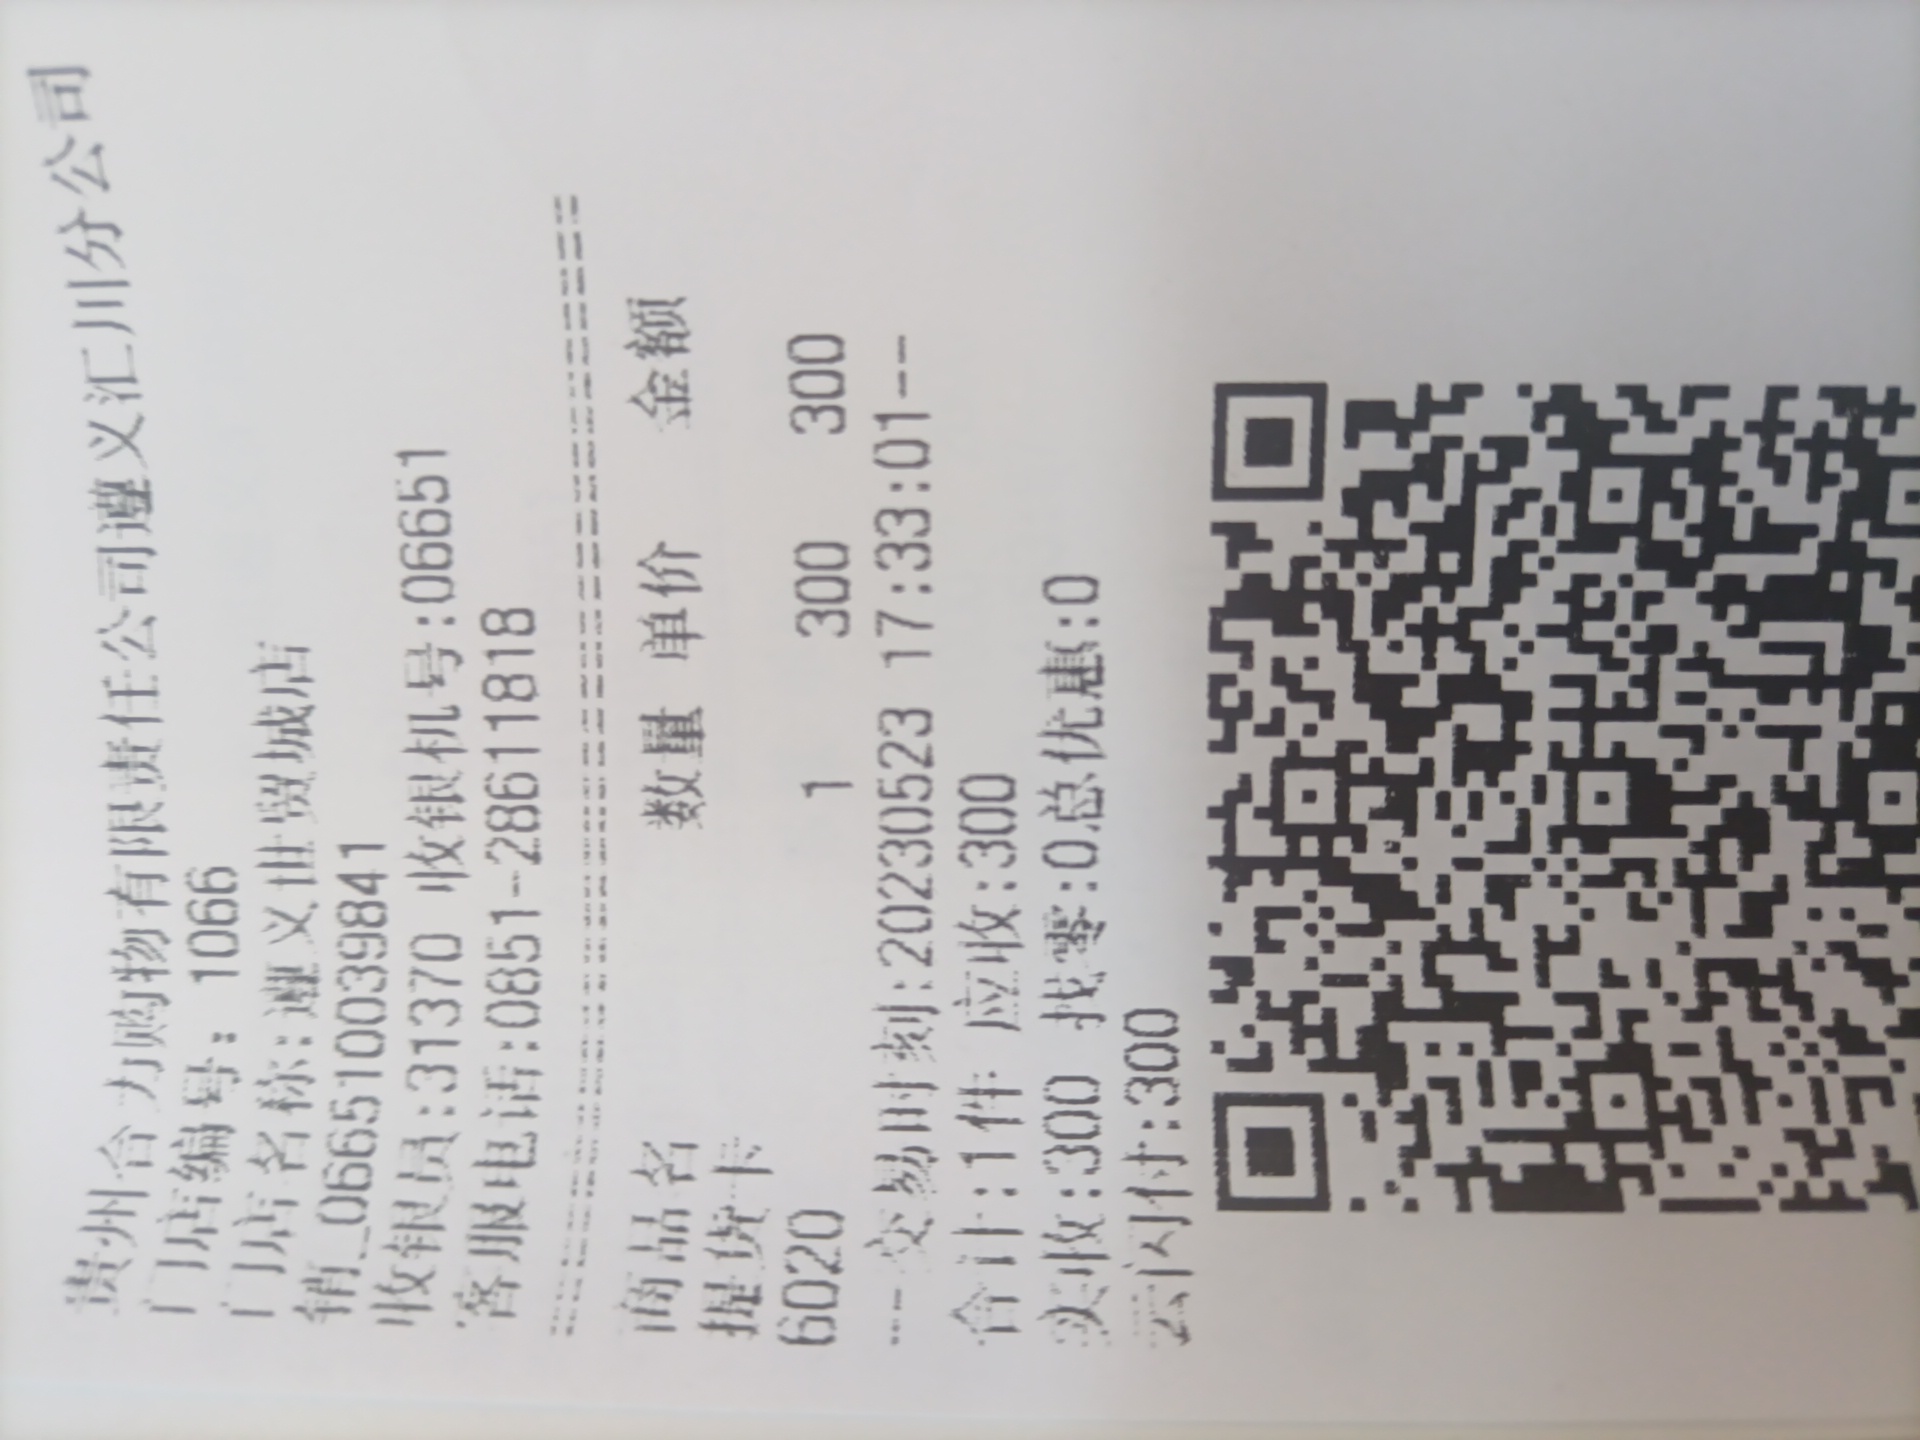 贵州合力购物有限责任公司遵义汇川分公司
门店编号: 1066
门店名称:遵义世贸城店
销_066510039841
收银员:31370 收银机号:06651
客服电话:0851-28611818
商品名 数量 单价 金额
提货卡
6020 1 300 300
---交易时刻:20230523 17:33:01--
合计:1件 应收:300
实收:300 找零:0总优惠:0
云闪付:300